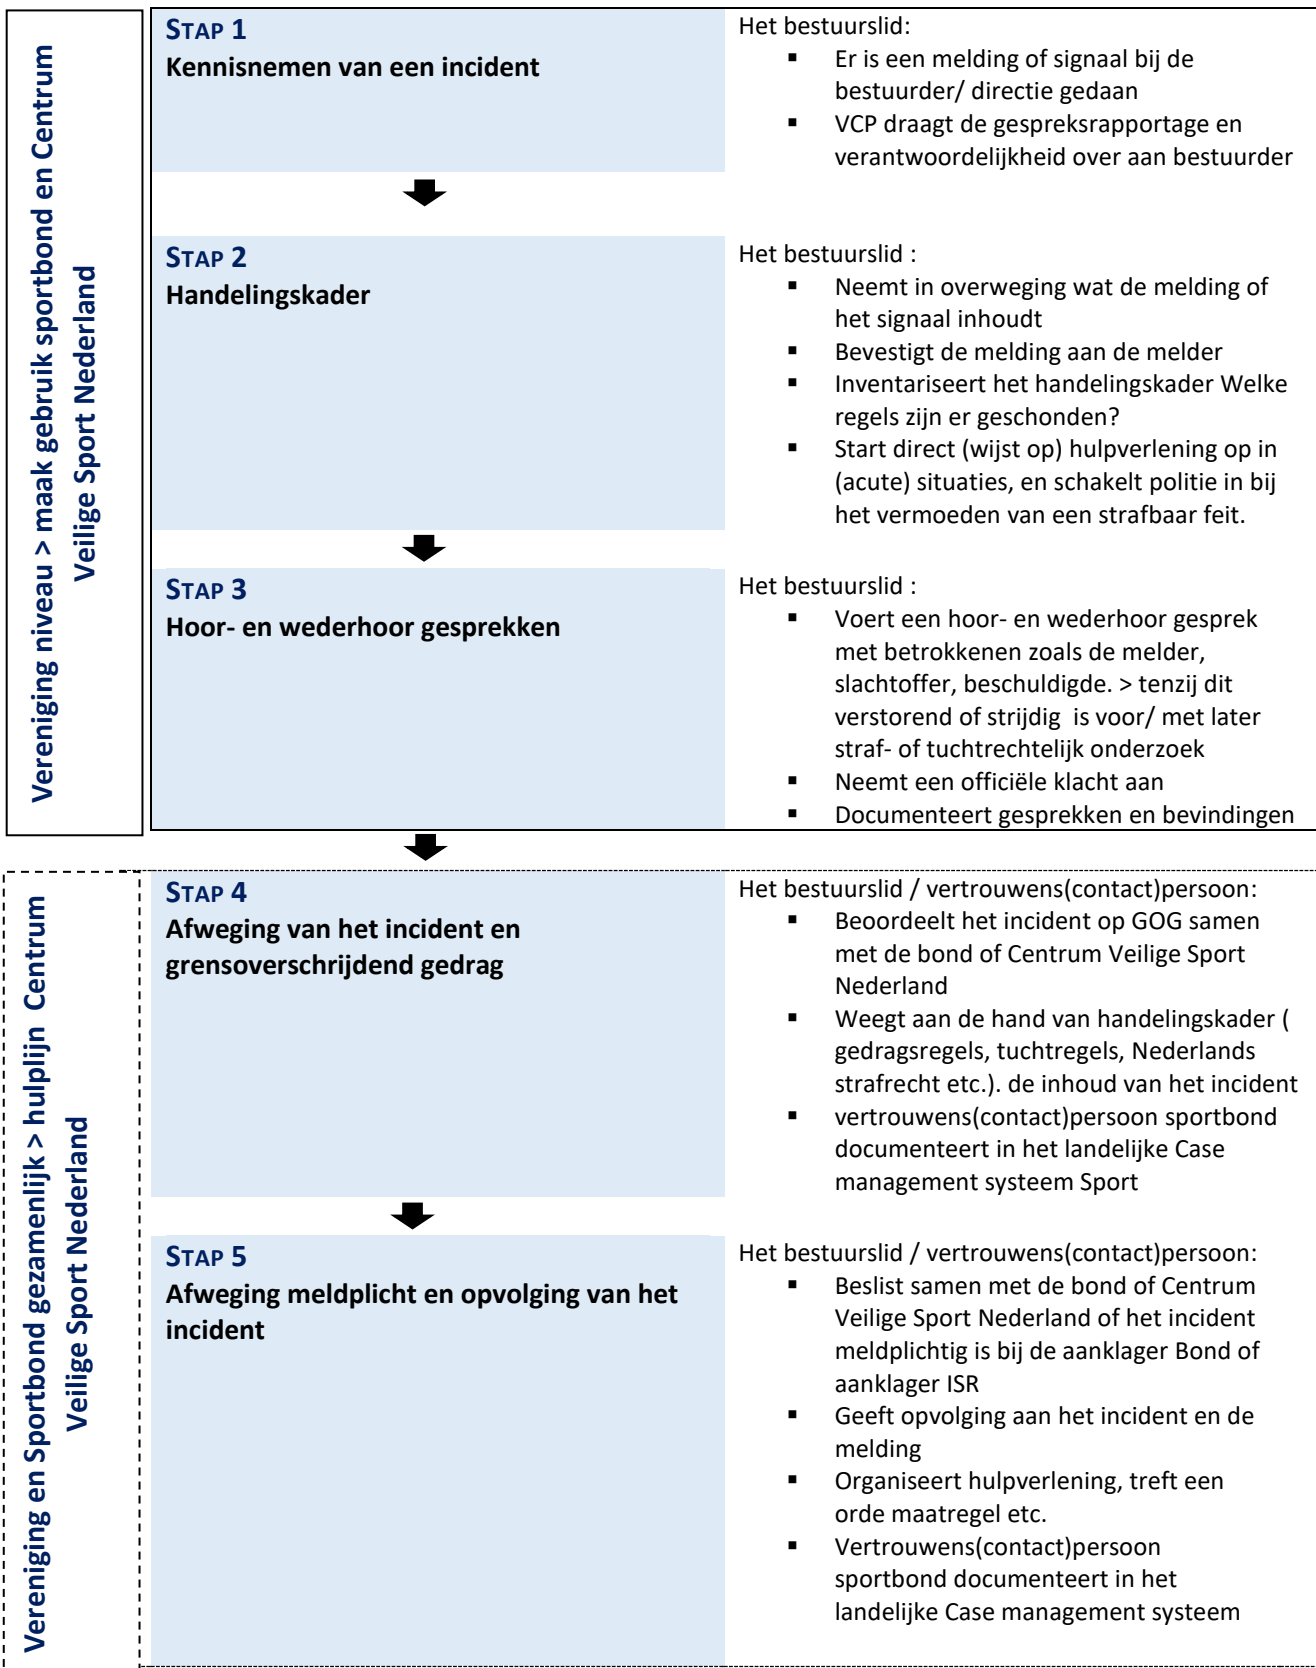 Vereniging niveau > maak gebruik sportbond en Centrum
Veilige Sport Nederland
STAP 1
Kennisnemen van een incident
Het bestuurslid:
▪ Er is een melding of signaal bij de
bestuurder/ directie gedaan
▪ VCP draagt de gespreksrapportage en
verantwoordelijkheid over aan bestuurder
STAP 2
Handelingskader
Het bestuurslid :
▪ Neemt in overweging wat de melding of
het signaal inhoudt
▪ Bevestigt de melding aan de melder
▪ Inventariseert het handelingskader Welke
regels zijn er geschonden?
▪ Start direct (wijst op) hulpverlening op in
(acute) situaties, en schakelt politie in bij
het vermoeden van een strafbaar feit.
STAP 3
Hoor- en wederhoor gesprekken
Het bestuurslid :
▪ Voert een hoor- en wederhoor gesprek
met betrokkenen zoals de melder,
slachtoffer, beschuldigde. > tenzij dit
verstorend of strijdig is voor/ met later
straf- of tuchtrechtelijk onderzoek
▪ Neemt een officiële klacht aan
▪ Documenteert gesprekken en bevindingen
Vereniging en Sportbond gezamenlijk > hulplijn Centrum
Veilige Sport Nederland
STAP 4
Afweging van het incident en
grensoverschrijdend gedrag
Het bestuurslid / vertrouwens(contact)persoon:
▪ Beoordeelt het incident op GOG samen
met de bond of Centrum Veilige Sport
Nederland
▪ Weegt aan de hand van handelingskader (
gedragsregels, tuchtregels, Nederlands
strafrecht etc.). de inhoud van het incident
▪ vertrouwens(contact)persoon sportbond
documenteert in het landelijke Case
management systeem Sport
STAP 5
Afweging meldplicht en opvolging van het
incident
Het bestuurslid / vertrouwens(contact)persoon:
▪ Beslist samen met de bond of Centrum
Veilige Sport Nederland of het incident
meldplichtig is bij de aanklager Bond of
aanklager ISR
▪ Geeft opvolging aan het incident en de
melding
▪ Organiseert hulpverlening, treft een
orde maatregel etc.
▪ Vertrouwens(contact)persoon
sportbond documenteert in het
landelijke Case management systeem